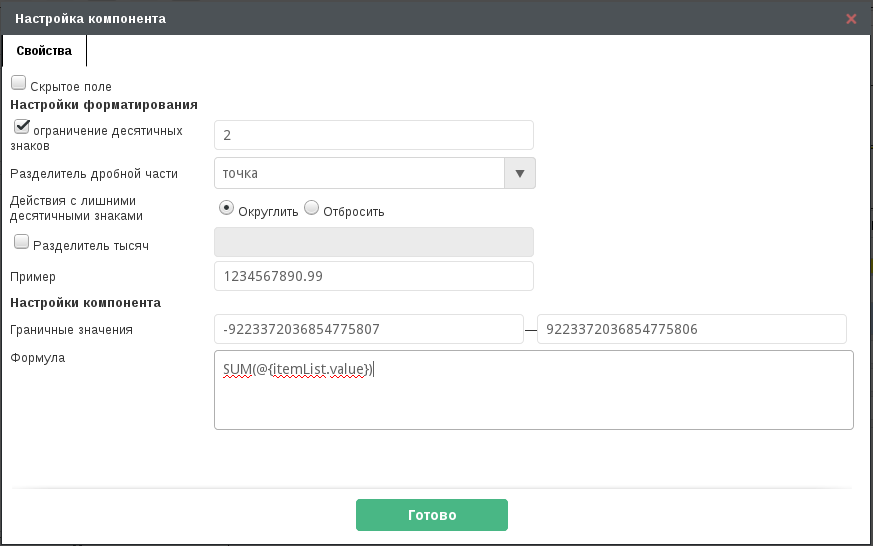 Настройка компонента
Свойства
Скрытое поле
Настройки форматирования
ограничение десятичных
знаков
2
Разделитель дробной части
точка
Действия с лишними
десятичными знаками
Округлить Отбросить
Разделитель тысяч
Пример
1234567890.99
Настройки компонента
Граничные значения
-9223372036854775807 — 9223372036854775806
Формула
SUM(@{itemList.value})
Готово